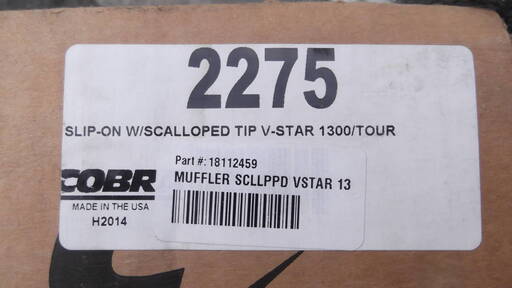 2275
SLIP-ON W/SCALLOPED TIP V-STAR 1300/TOUR
Part #: 18112459
MUFFLER SCLLPPD VSTAR 13
COBR
MADE IN THE USA
H2014